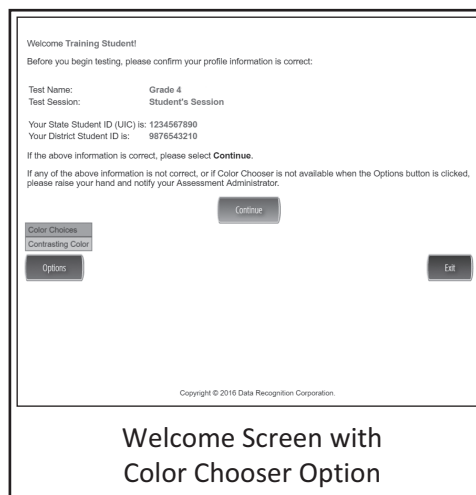 Welcome Training Student!
Before you begin testing, please confirm your profile information is correct:
Test Name: Grade 4
Test Session: Student's Session
Your State Student ID (UIC) is: 1234567890
Your District Student ID is: 9876543210
If the above information is correct, please select Continue.
If any of the above information is not correct, or if Color Chooser is not available when the Options button is clicked,
please raise your hand and notify your Assessment Administrator.
Continue
Color Choices
Contrasting Color
Options
Exit
Copyright © 2016 Data Recognition Corporation.
Welcome Screen with
Color Chooser Option